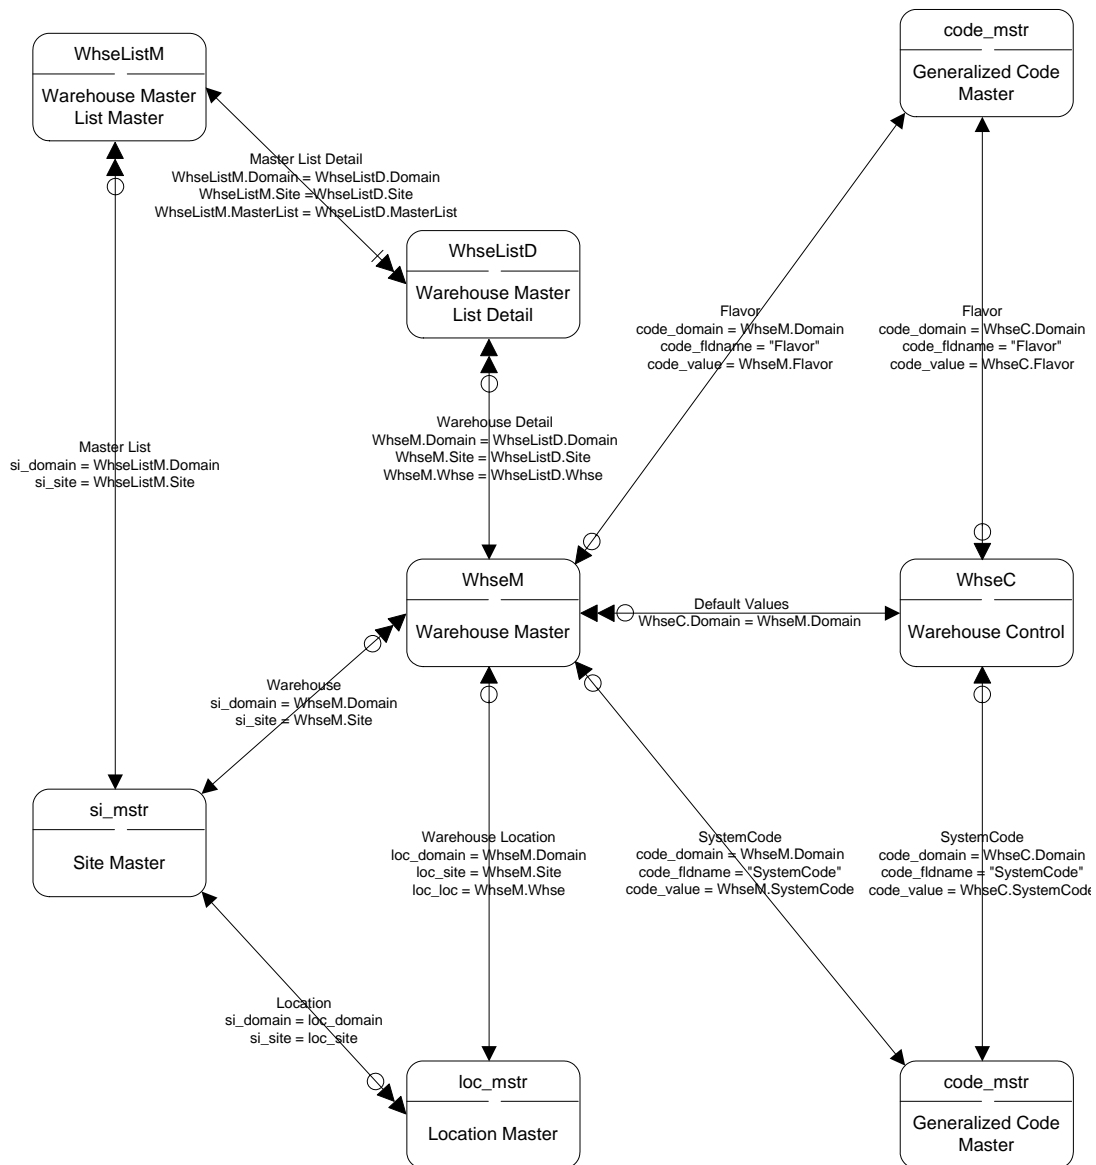 WhseListM
Warehouse Master
List Master
code_mstr
Generalized Code
Master
Master List Detail
WhseListM.Domain = WhseListD.Domain
WhseListM.Site =WhseListD.Site
WhseListM.MasterList = WhseListD.MasterList
WhseListD
Warehouse Master
List Detail
Flavor
code_domain = WhseM.Domain
code_fldname = "Flavor"
code_value = WhseM.Flavor
Flavor
code_domain = WhseC.Domain
code_fldname = "Flavor"
code_value = WhseC.Flavor
Warehouse Detail
WhseM.Domain = WhseListD.Domain
WhseM.Site = WhseListD.Site
WhseM.Whse = WhseListD.Whse
Master List
si_domain = WhseListM.Domain
si_site = WhseListM.Site
WhseM
Warehouse Master
Default Values
WhseC.Domain = WhseM.Domain
WhseC
Warehouse Control
Warehouse
si_domain = WhseM.Domain
si_site = WhseM.Site
si_mstr
Site Master
Warehouse Location
loc_domain = WhseM.Domain
loc_site = WhseM.Site
loc_loc = WhseM.Whse
SystemCode
code_domain = WhseM.Domain
code_fldname = "SystemCode"
code_value = WhseM.SystemCode
SystemCode
code_domain = WhseC.Domain
code_fldname = "SystemCode"
code_value = WhseC.SystemCode
Location
si_domain = loc_domain
si_site = loc_site
loc_mstr
Location Master
code_mstr
Generalized Code
Master